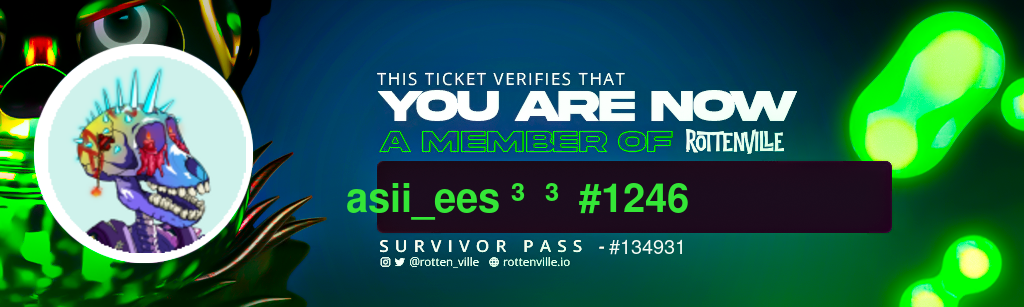 THIS TICKET VERIFIES THAT
YOU ARE NOW
A MEMBER OF ROTTENVILLE
asii_ees ³ ³ #1246
SURVIVOR PASS - #134931
@rotten_ville rottenville.io